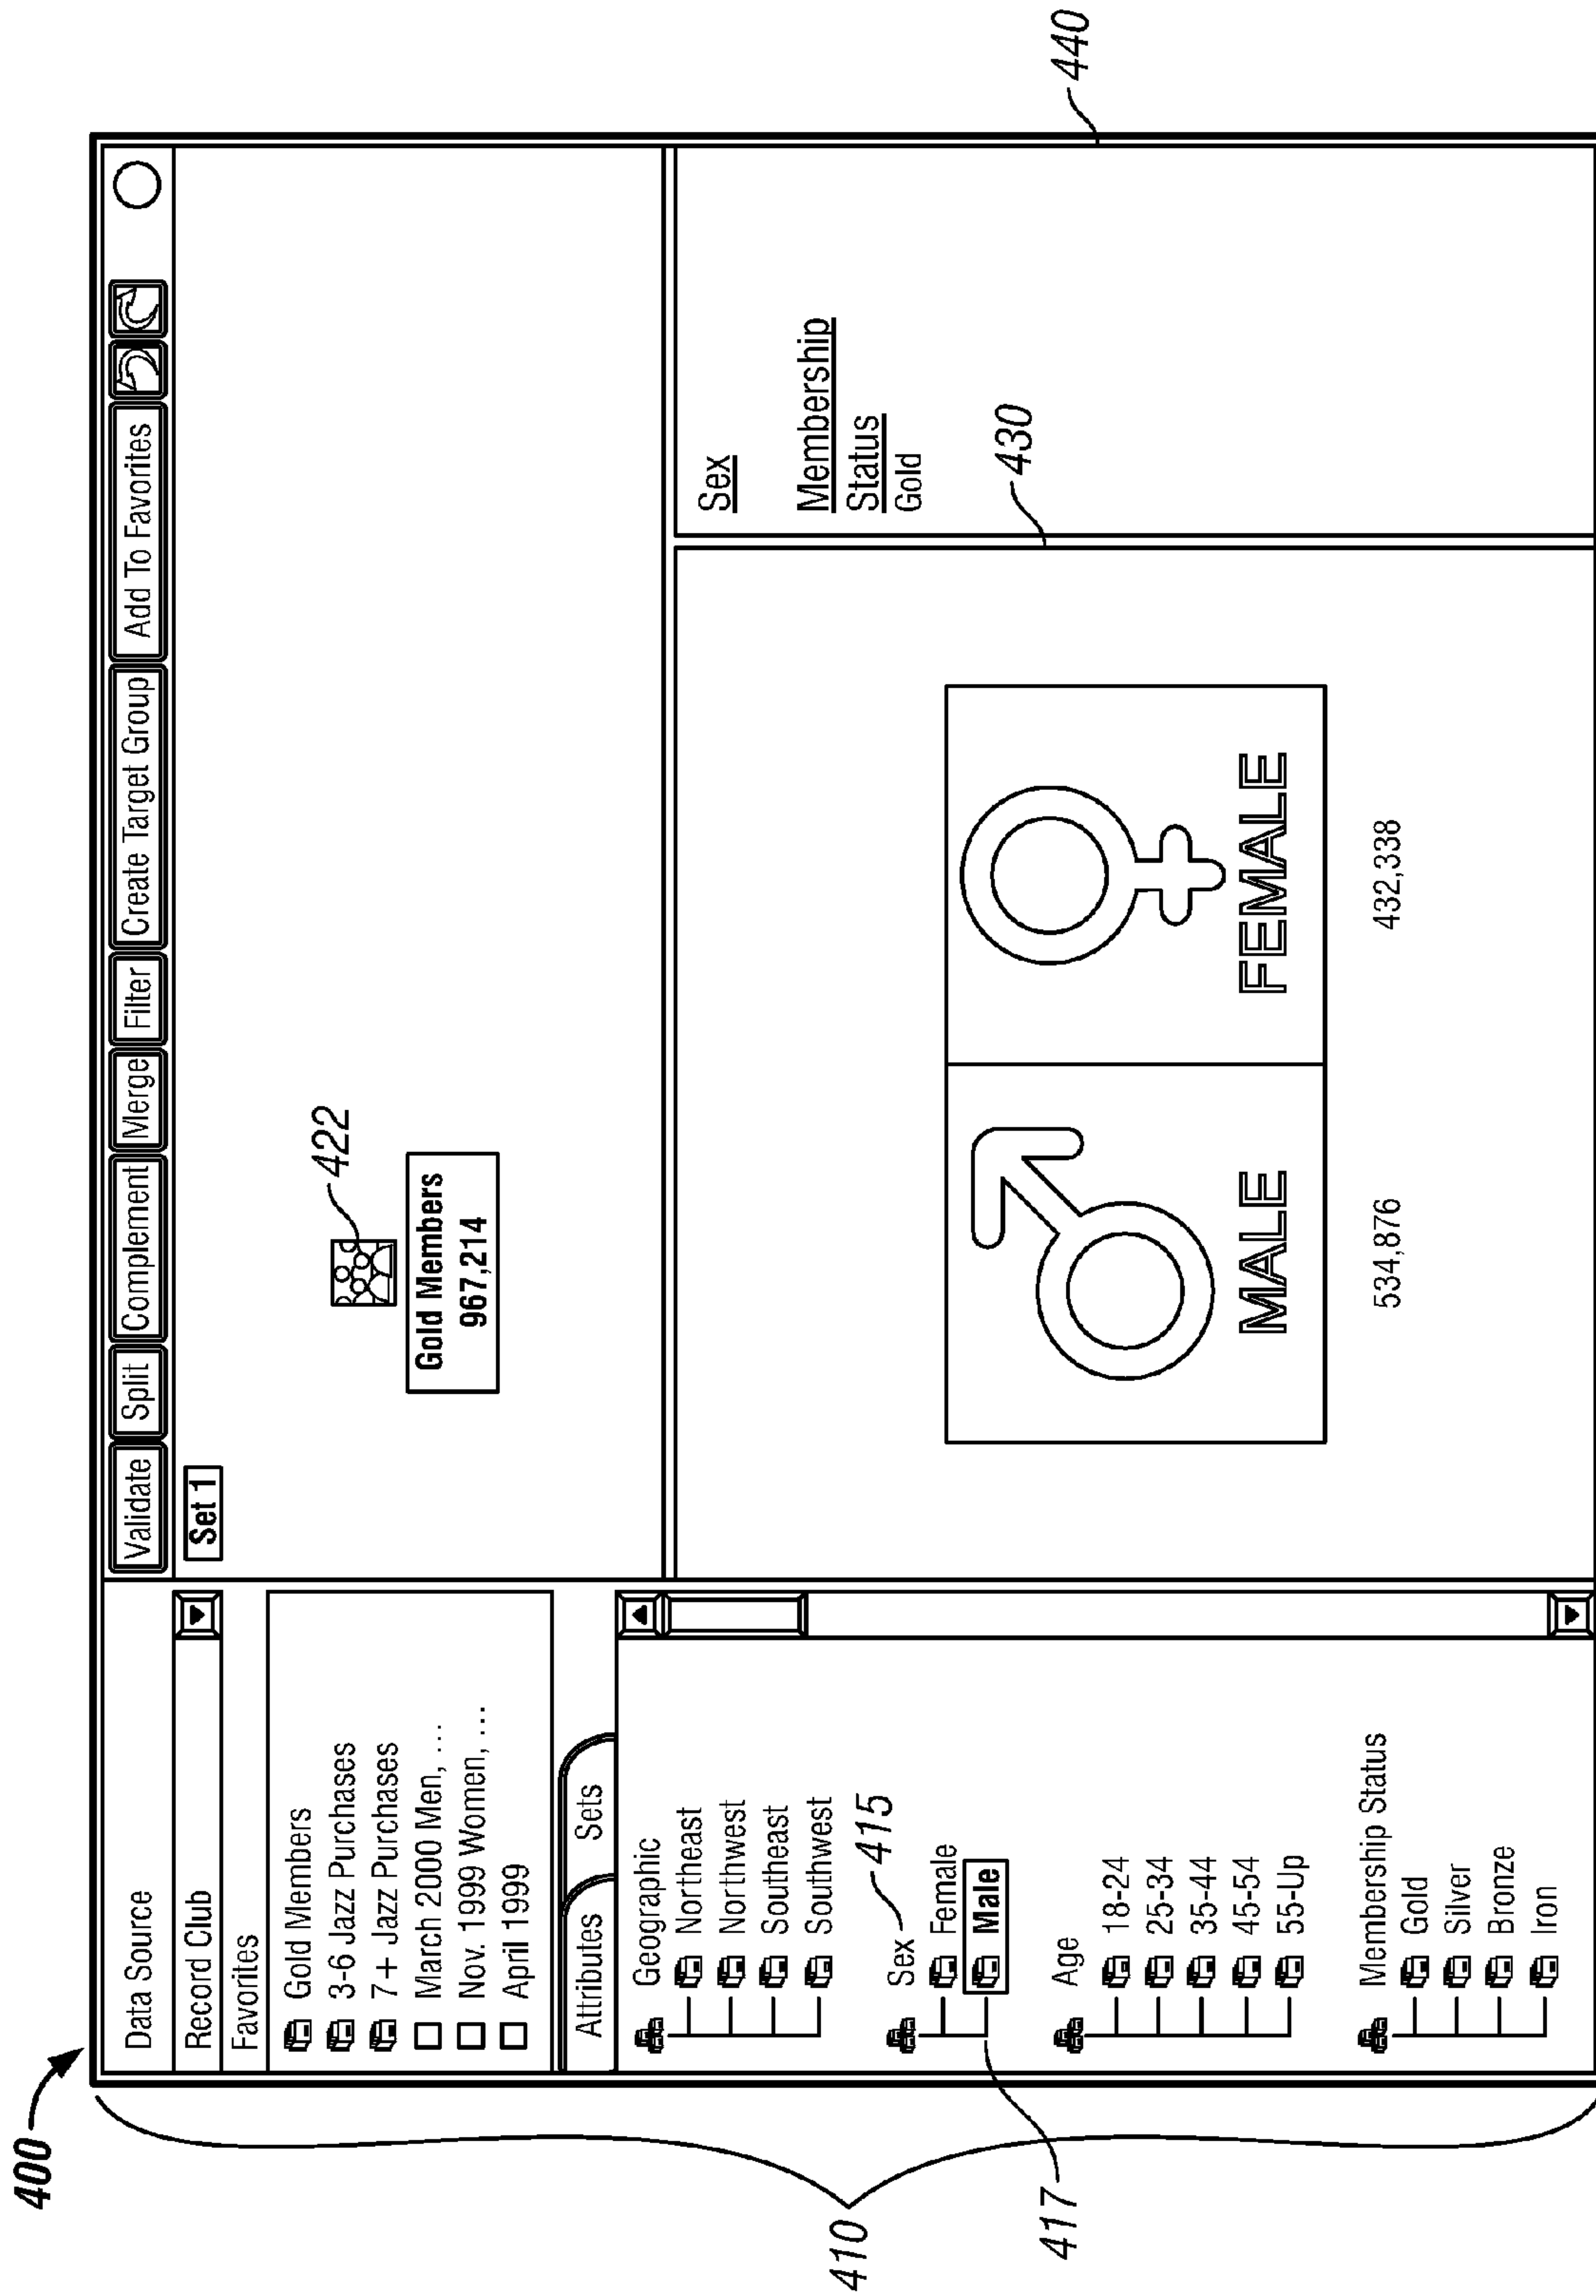 400
Data Source
Record Club
Favorites
Gold Members
3-6 Jazz Purchases
7+ Jazz Purchases
March 2000 Men, ...
Nov. 1999 Women, ...
April 1999
Attributes Sets
Geographic
Northeast
Northwest
Southeast
Southwest
Sex
415
Female
Male
Age
18-24
25-34
35-44
45-54
55-Up
Membership Status
Gold
Silver
Bronze
Iron
410
417
Validate Split Complement Merge Filter Create Target Group Add To Favorites
Set 1
422
Gold Members
967,214
MALE FEMALE
534,876 432,338
430
Sex
Membership
Status
Gold
440